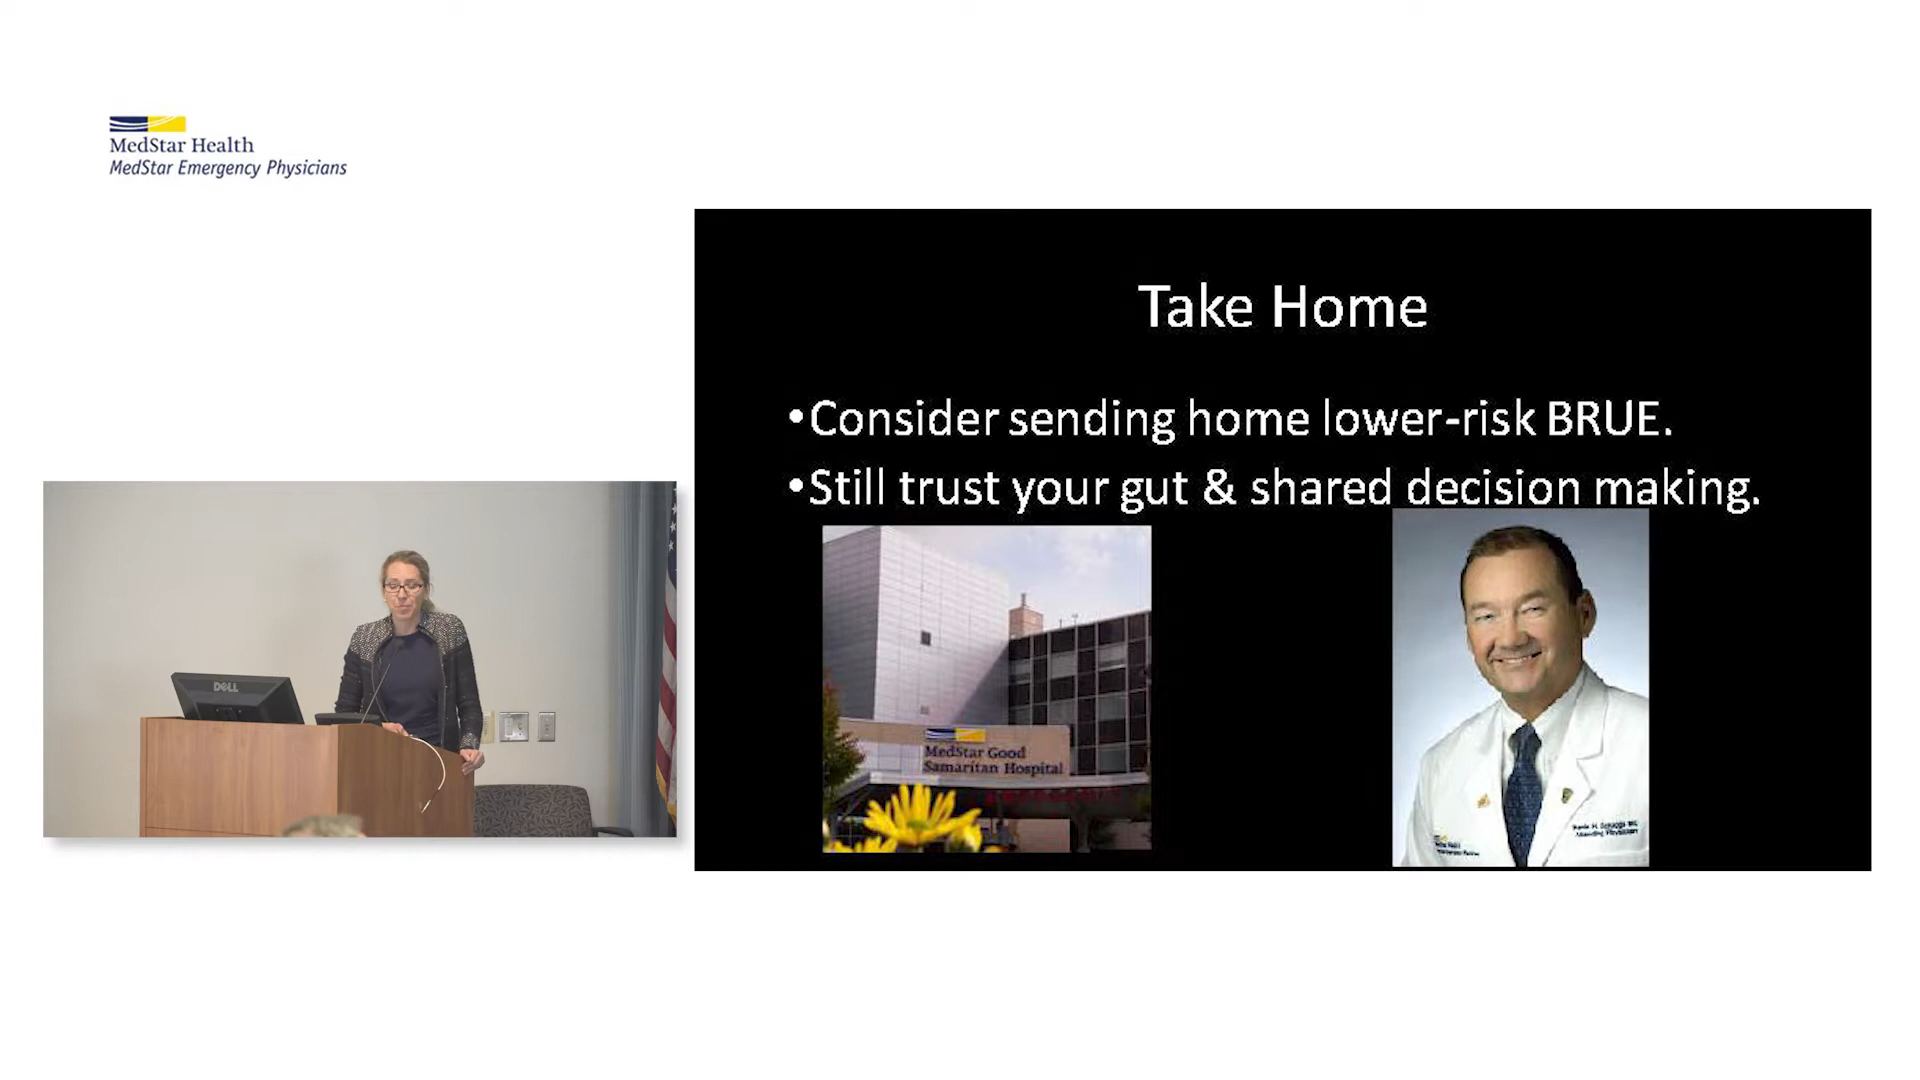 MedStar Health
MedStar Emergency Physicians
Take Home
•Consider sending home lower-risk BRUE.
•Still trust your gut & shared decision making.
DELL
MedStar Good
Samaritan Hospital